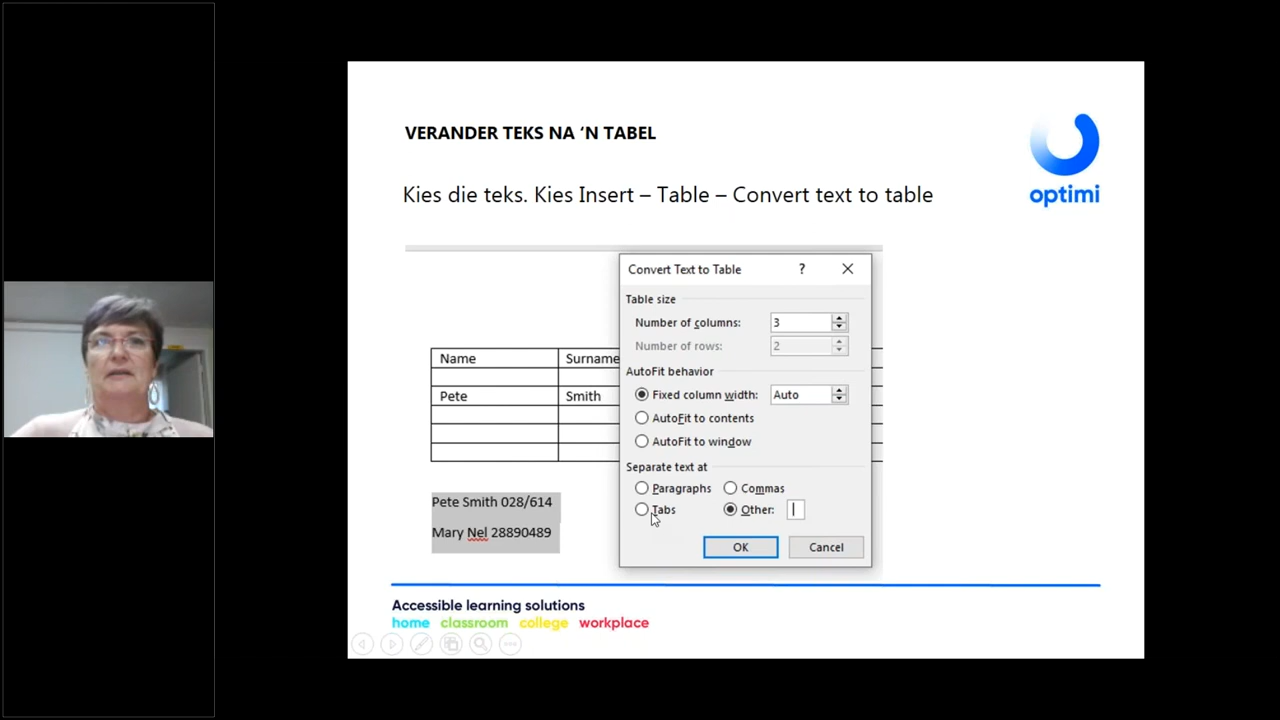 VERANDER TEKS NA ‘N TABEL
optimi
Kies die teks. Kies Insert – Table – Convert text to table
Name
Surname
Pete
Smith
Pete Smith 028/614
Mary Nel 28890489
Convert Text to Table ?
Table size
Number of columns: 3
Number of rows: 2
AutoFit behavior
Fixed column width: Auto
AutoFit to contents
AutoFit to window
Separate text at
Paragraphs Commas
Tabs Other:
OK Cancel
Accessible learning solutions
home classroom college workplace